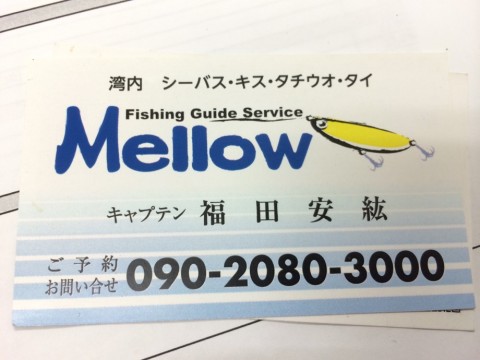 湾内 シーバス・キス・タチウオ・タイ
Fishing Guide Service
Mellow
キャプテン 福田安紘
ご予約
お問い合せ 090-2080-3000